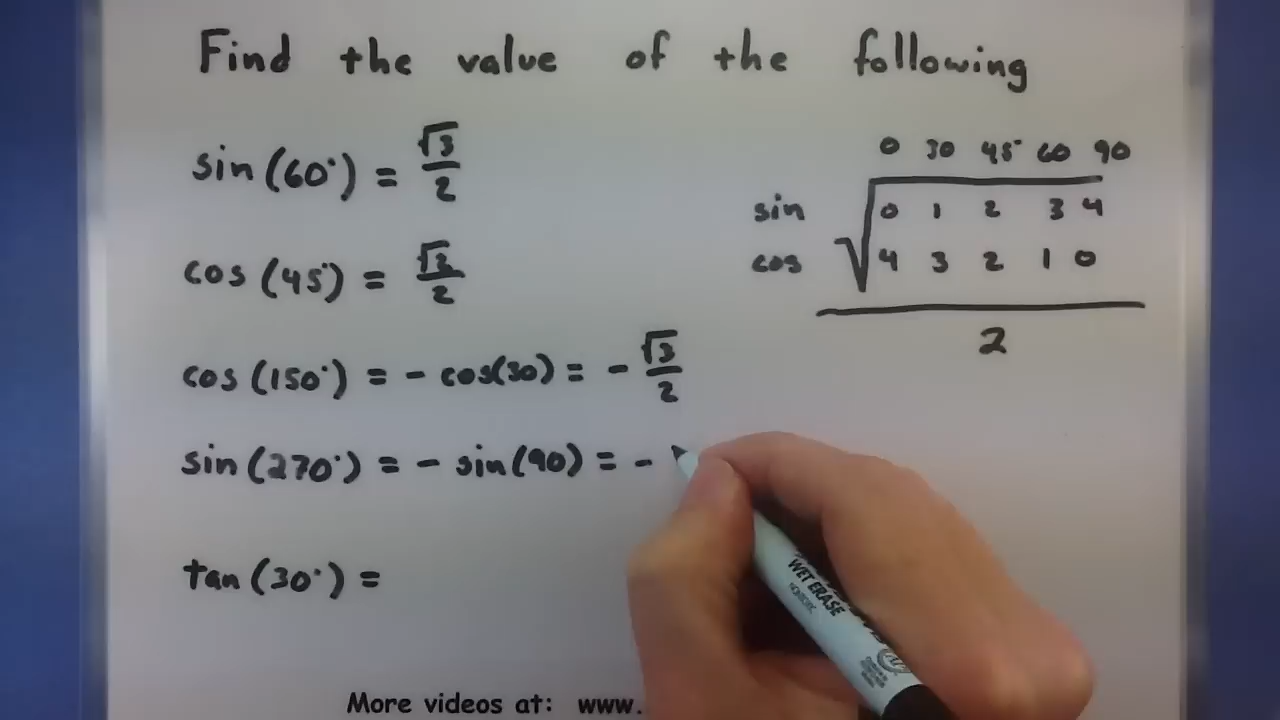 Find the value of the following
sin(60°) = √3/2
cos(45°) = √2/2
cos(150°) = - cos(30) = - √3/2
sin(270°) = - sin(90) = -
tan(30°) =
0 30 45° 60 90
sin 0 1 2 3 4
cos √ 4 3 2 1 0
2
WET ERASE
More videos at: www.